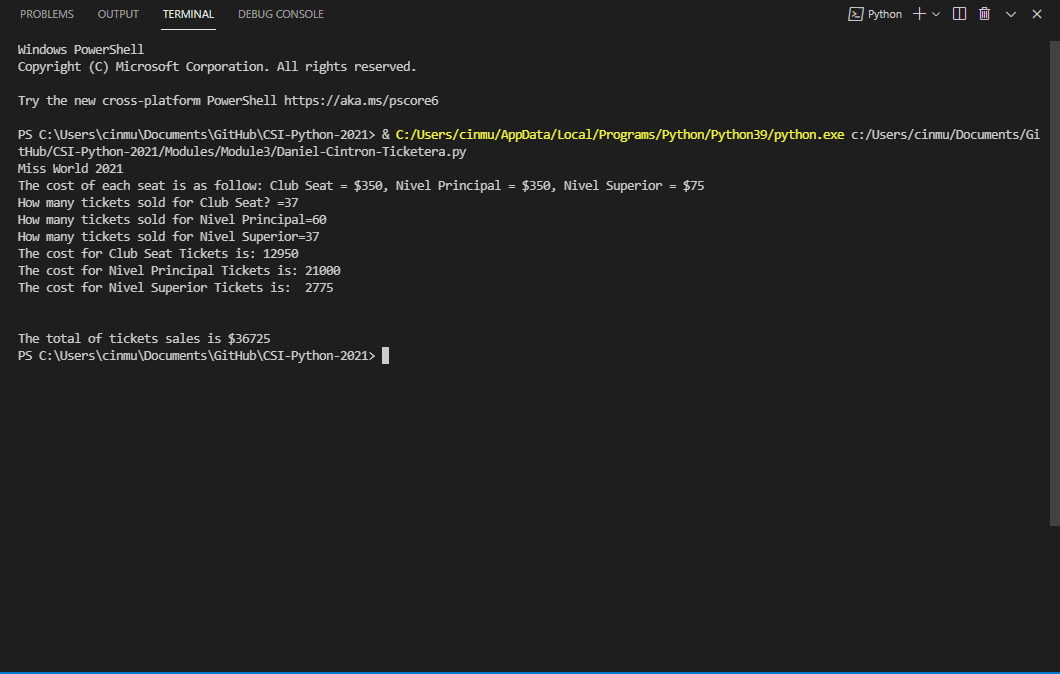 PROBLEMS OUTPUT TERMINAL DEBUG CONSOLE Python
Windows PowerShell
Copyright (C) Microsoft Corporation. All rights reserved.
Try the new cross-platform PowerShell https://aka.ms/pscore6
PS C:\Users\cinmu\Documents\GitHub\CSI-Python-2021> & C:/Users/cinmu/AppData/Local/Programs/Python/Python39/python.exe c:/Users/cinmu/Documents/Gi
tHub/CSI-Python-2021/Modules/Module3/Daniel-Cintron-Ticketera.py
Miss World 2021
The cost of each seat is as follow: Club Seat = $350, Nivel Principal = $350, Nivel Superior = $75
How many tickets sold for Club Seat? =37
How many tickets sold for Nivel Principal=60
How many tickets sold for Nivel Superior=37
The cost for Club Seat Tickets is: 12950
The cost for Nivel Principal Tickets is: 21000
The cost for Nivel Superior Tickets is:  2775
The total of tickets sales is $36725
PS C:\Users\cinmu\Documents\GitHub\CSI-Python-2021>